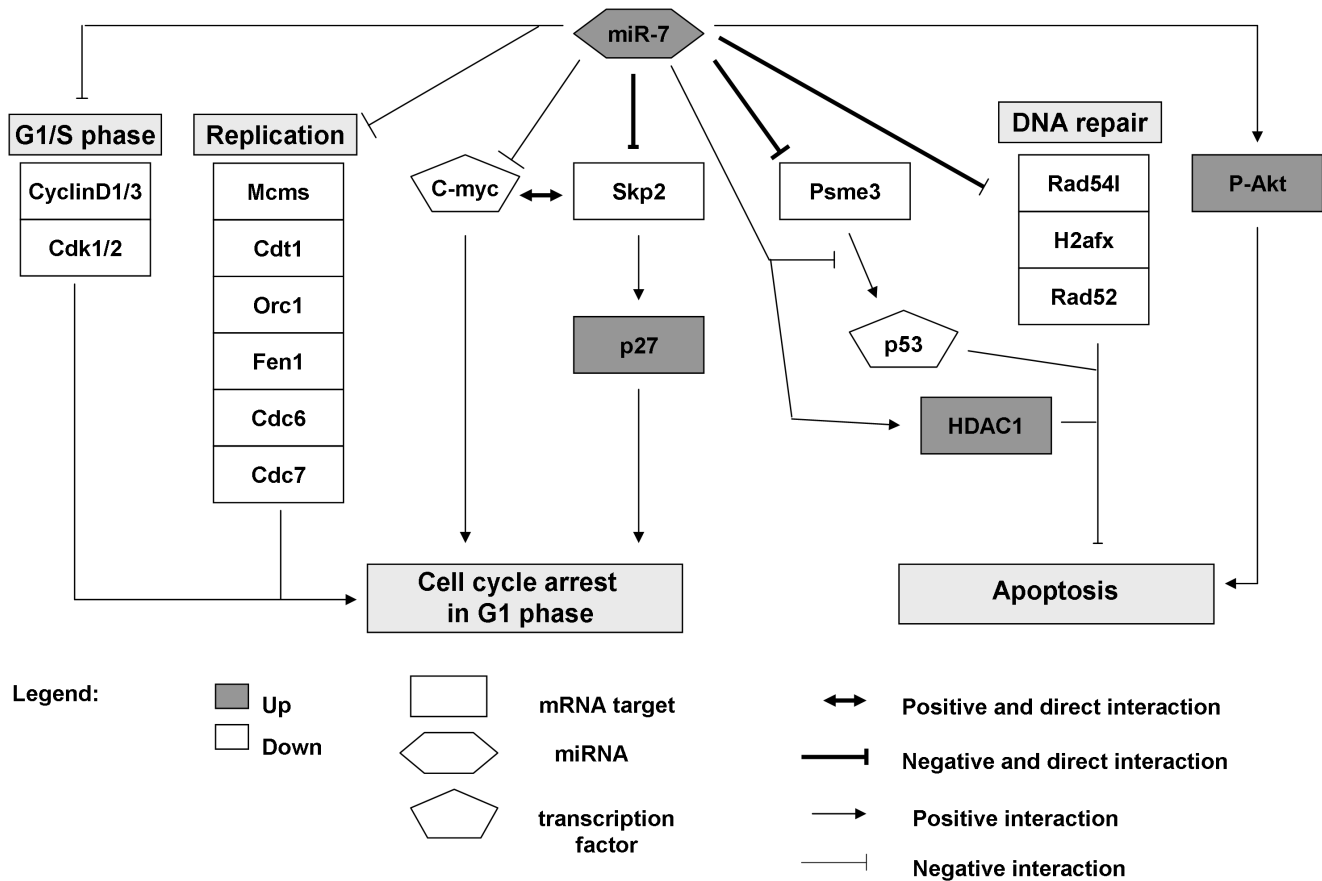 miR-7
G1/S phase
CyclinD1/3
Cdk1/2
Replication
Mcms
Cdt1
Orc1
Fen1
Cdc6
Cdc7
C-myc
Skp2
p27
Psme3
p53
HDAC1
DNA repair
Rad54l
H2afx
Rad52
P-Akt
Cell cycle arrest
in G1 phase
Apoptosis
Legend:
Up
Down
mRNA target
miRNA
transcription
factor
Positive and direct interaction
Negative and direct interaction
Positive interaction
Negative interaction